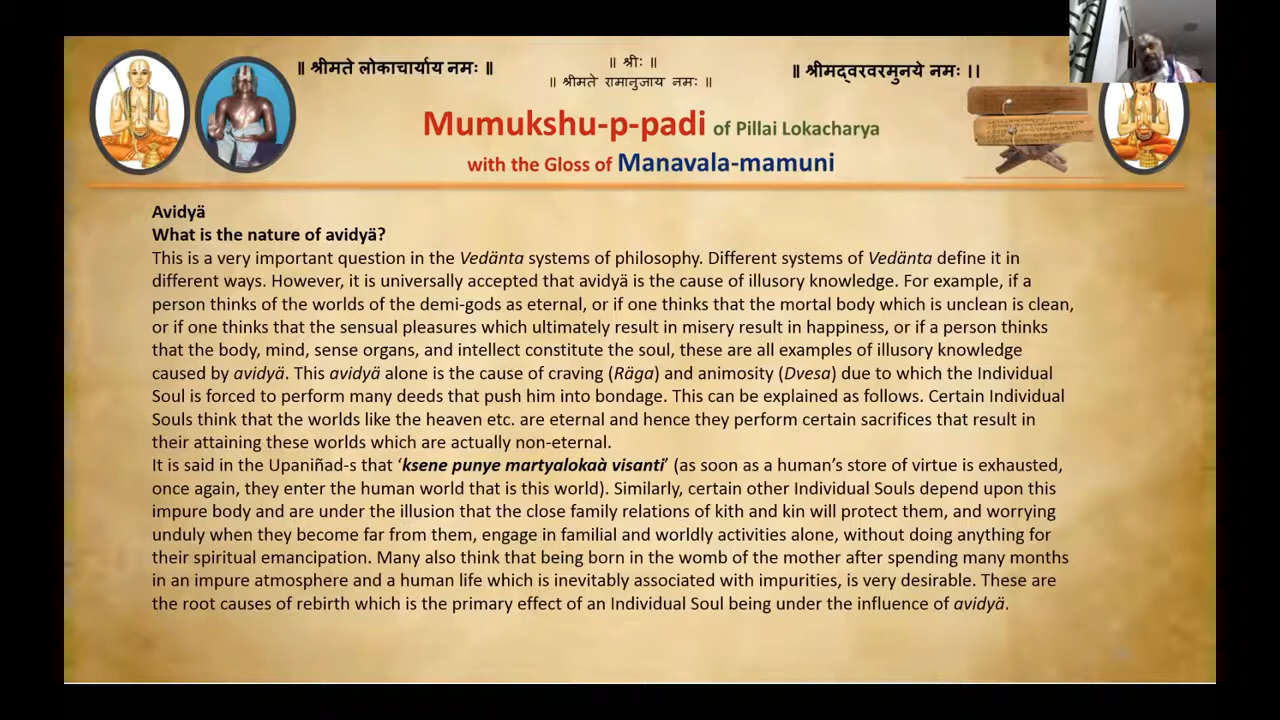 ॥ श्रीमते लोकाचार्याय नमः ॥
॥ श्रीः ॥
॥ श्रीमते रामानुजाय नमः ॥
॥ श्रीमद्वरवरमुनये नमः ।।
Mumukshu-p-padi of Pillai Lokacharya
with the Gloss of Manavala-mamuni
Avidyä
What is the nature of avidyä?
This is a very important question in the Vedänta systems of philosophy. Different systems of Vedänta define it in
different ways. However, it is universally accepted that avidyä is the cause of illusory knowledge. For example, if a
person thinks of the worlds of the demi-gods as eternal, or if one thinks that the mortal body which is unclean is clean,
or if one thinks that the sensual pleasures which ultimately result in misery result in happiness, or if a person thinks
that the body, mind, sense organs, and intellect constitute the soul, these are all examples of illusory knowledge
caused by avidyä. This avidyä alone is the cause of craving (Räga) and animosity (Dvesa) due to which the Individual
Soul is forced to perform many deeds that push him into bondage. This can be explained as follows. Certain Individual
Souls think that the worlds like the heaven etc. are eternal and hence they perform certain sacrifices that result in
their attaining these worlds which are actually non-eternal.
It is said in the Upaniñad-s that ‘ksene punye martyalokaà visanti’ (as soon as a human’s store of virtue is exhausted,
once again, they enter the human world that is this world). Similarly, certain other Individual Souls depend upon this
impure body and are under the illusion that the close family relations of kith and kin will protect them, and worrying
unduly when they become far from them, engage in familial and worldly activities alone, without doing anything for
their spiritual emancipation. Many also think that being born in the womb of the mother after spending many months
in an impure atmosphere and a human life which is inevitably associated with impurities, is very desirable. These are
the root causes of rebirth which is the primary effect of an Individual Soul being under the influence of avidyä.